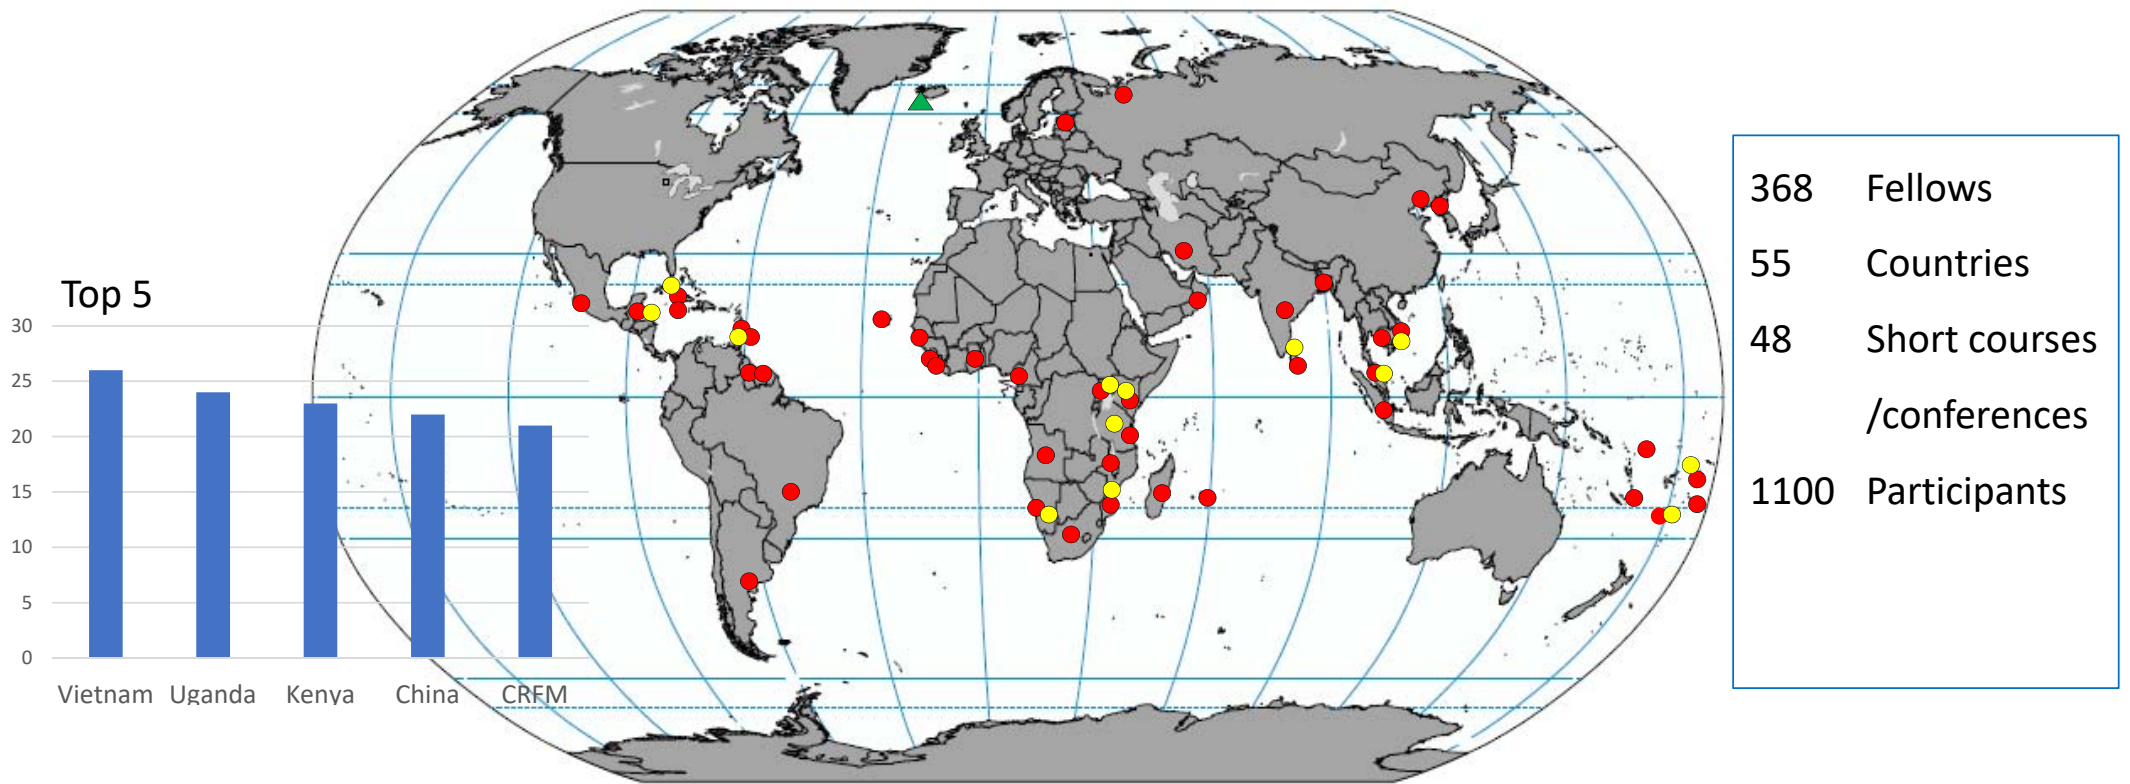 Top 5
30
25
20
15
10
5
0
Vietnam Uganda Kenya China CRFM
368 Fellows
55 Countries
48 Short courses
/conferences
1100 Participants